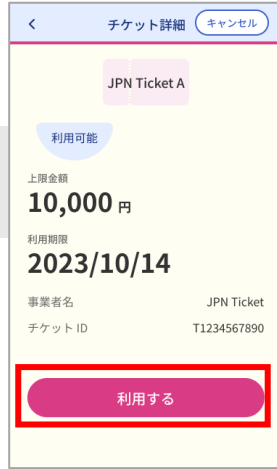 チケット詳細 キャンセル
JPN Ticket A
利用可能
上限金額
10,000 円
利用期限
2023/10/14
事業者名 JPN Ticket
チケット ID T1234567890
利用する